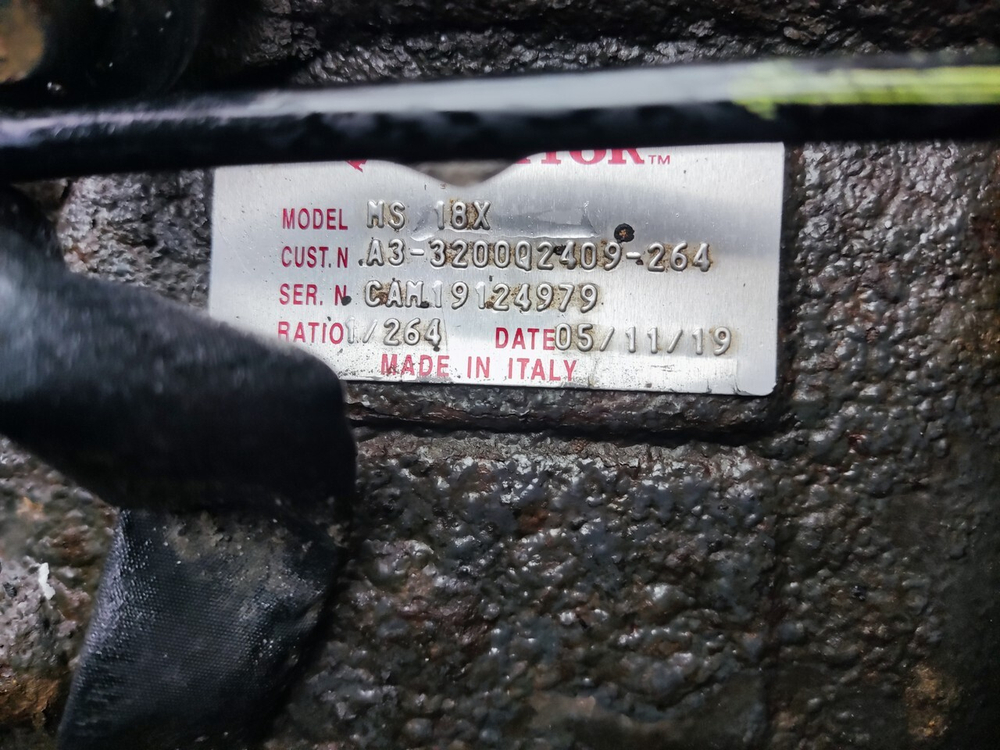 MODEL MS 18X
CUST.N. A3-3200Q2409-264
SER. N. CAM19124979
RATIO 1/264 DATE 05/11/19
MADE IN ITALY